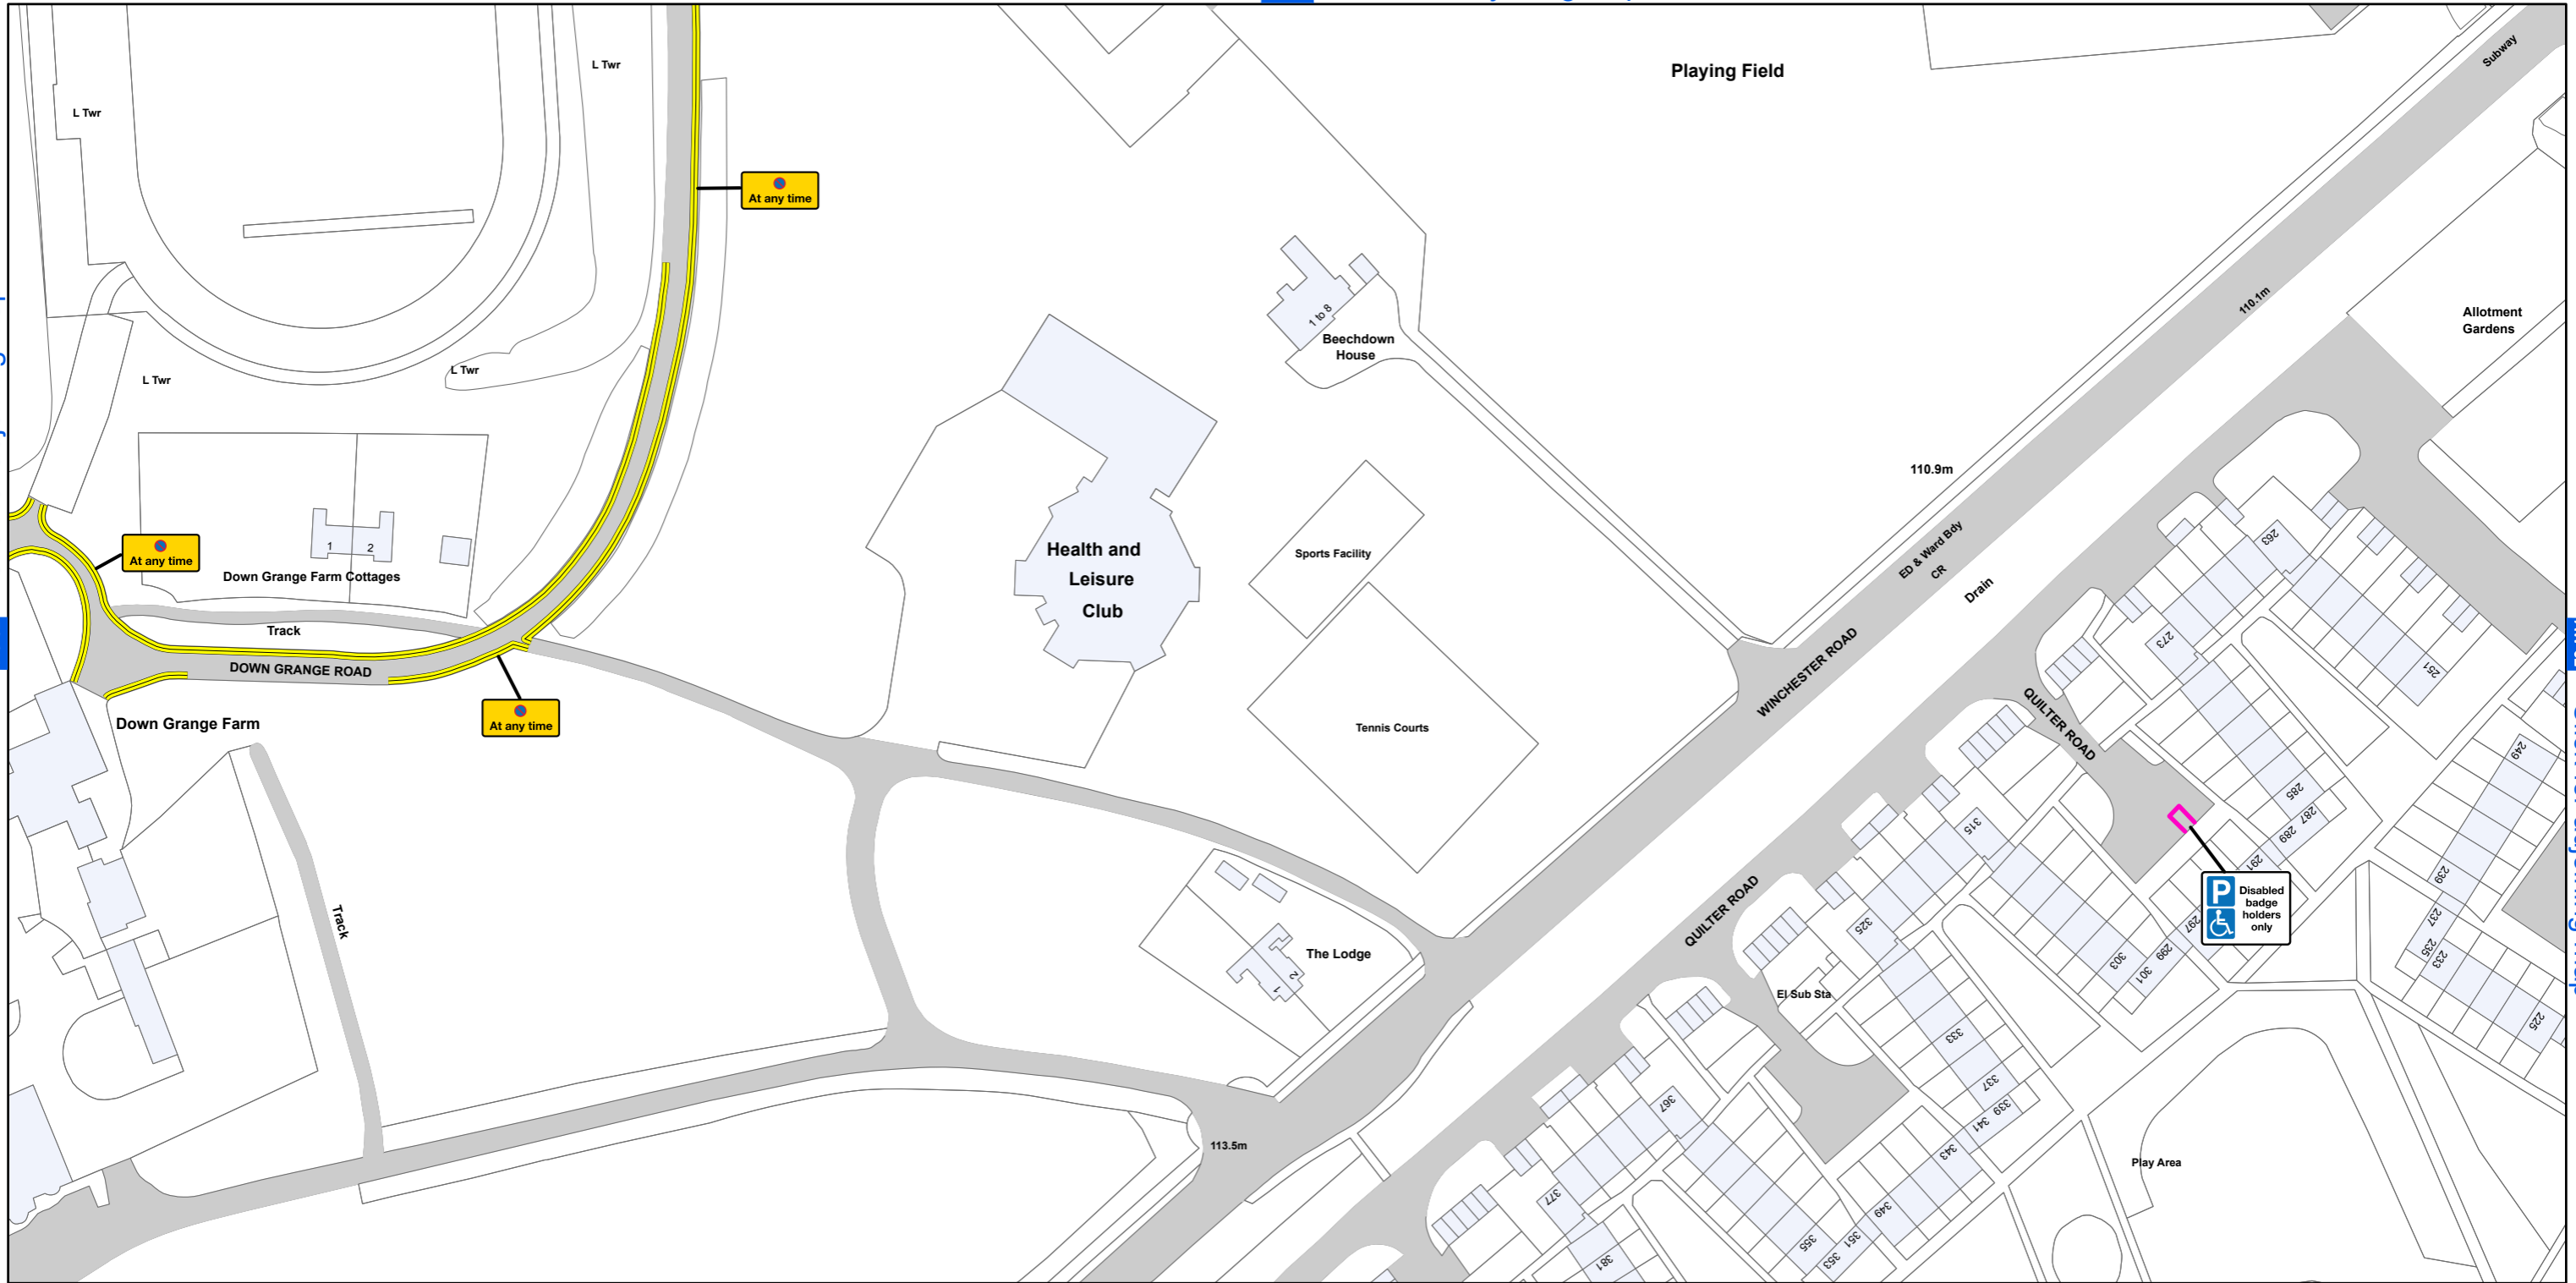 Playing Field
Subway
L Twr
L Twr
At any time
110.1m
Allotment
Gardens
1 to 8
Beechdown
House
L Twr
L Twr
110.9m
263
ED & Ward Bdy
CR
Drain
At any time
1
2
Down Grange Farm Cottages
Health and
Leisure
Club
Sports Facility
Track
DOWN GRANGE ROAD
WINCHESTER ROAD
273
251
QUILTER ROAD
Down Grange Farm
At any time
Tennis Courts
249
285
287
289
291
315
239
237
235
233
225
P
Disabled
badge
holders
only
297
299
301
303
Track
QUILTER ROAD
325
The Lodge
2
1
El Sub Sta
333
337
339
341
343
349
351
353
355
367
377
381
113.5m
Play Area